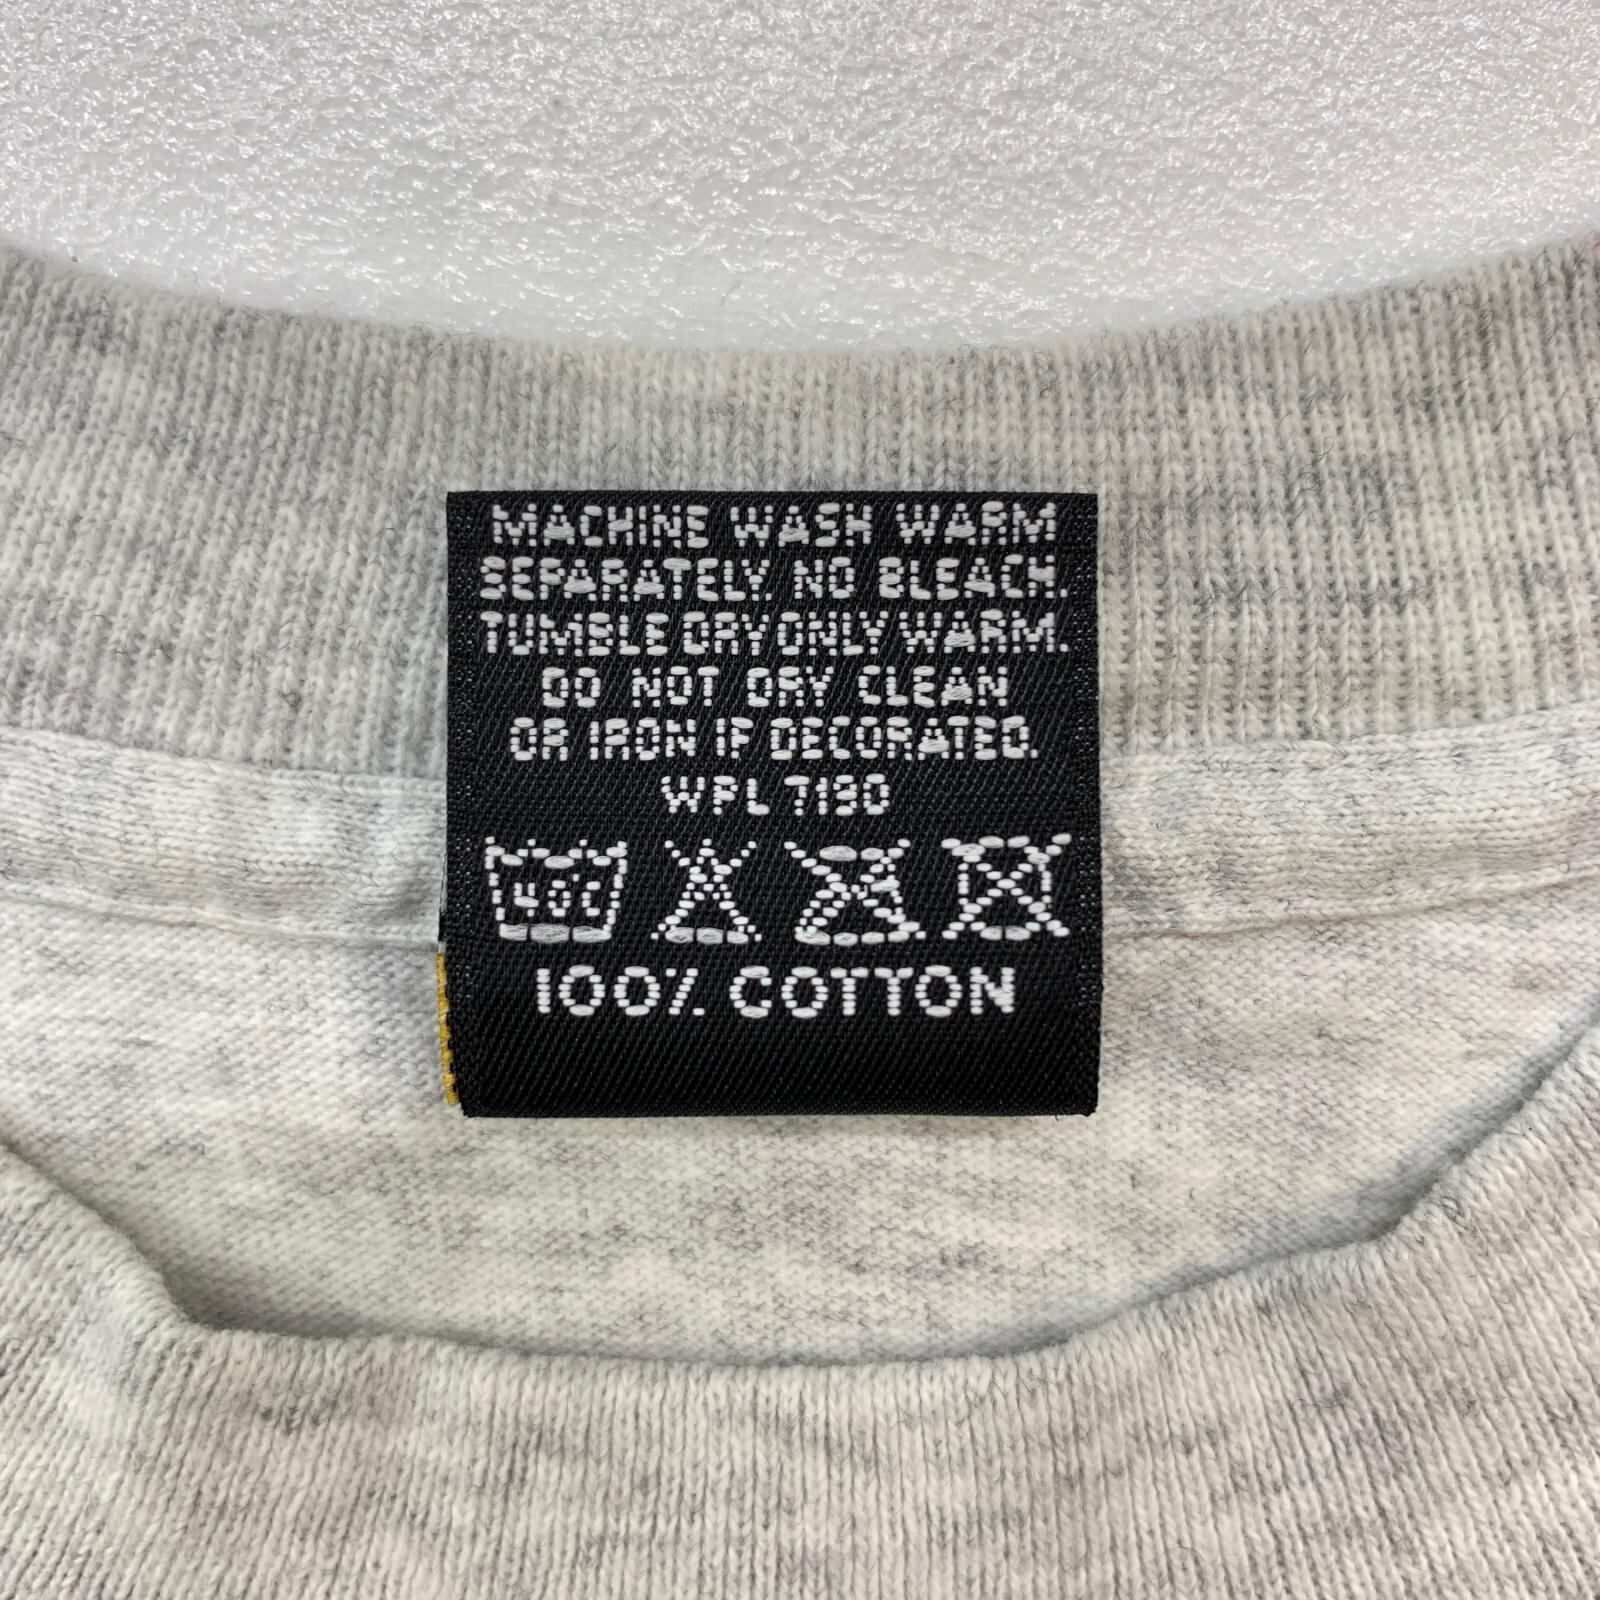 MACHINE WASH WARM
SEPARATELY. NO BLEACH.
TUMBLE DRY ONLY WARM.
DO NOT DRY CLEAN
OR IRON IF DECORATED.
WPL 7190
40°C
100% COTTON